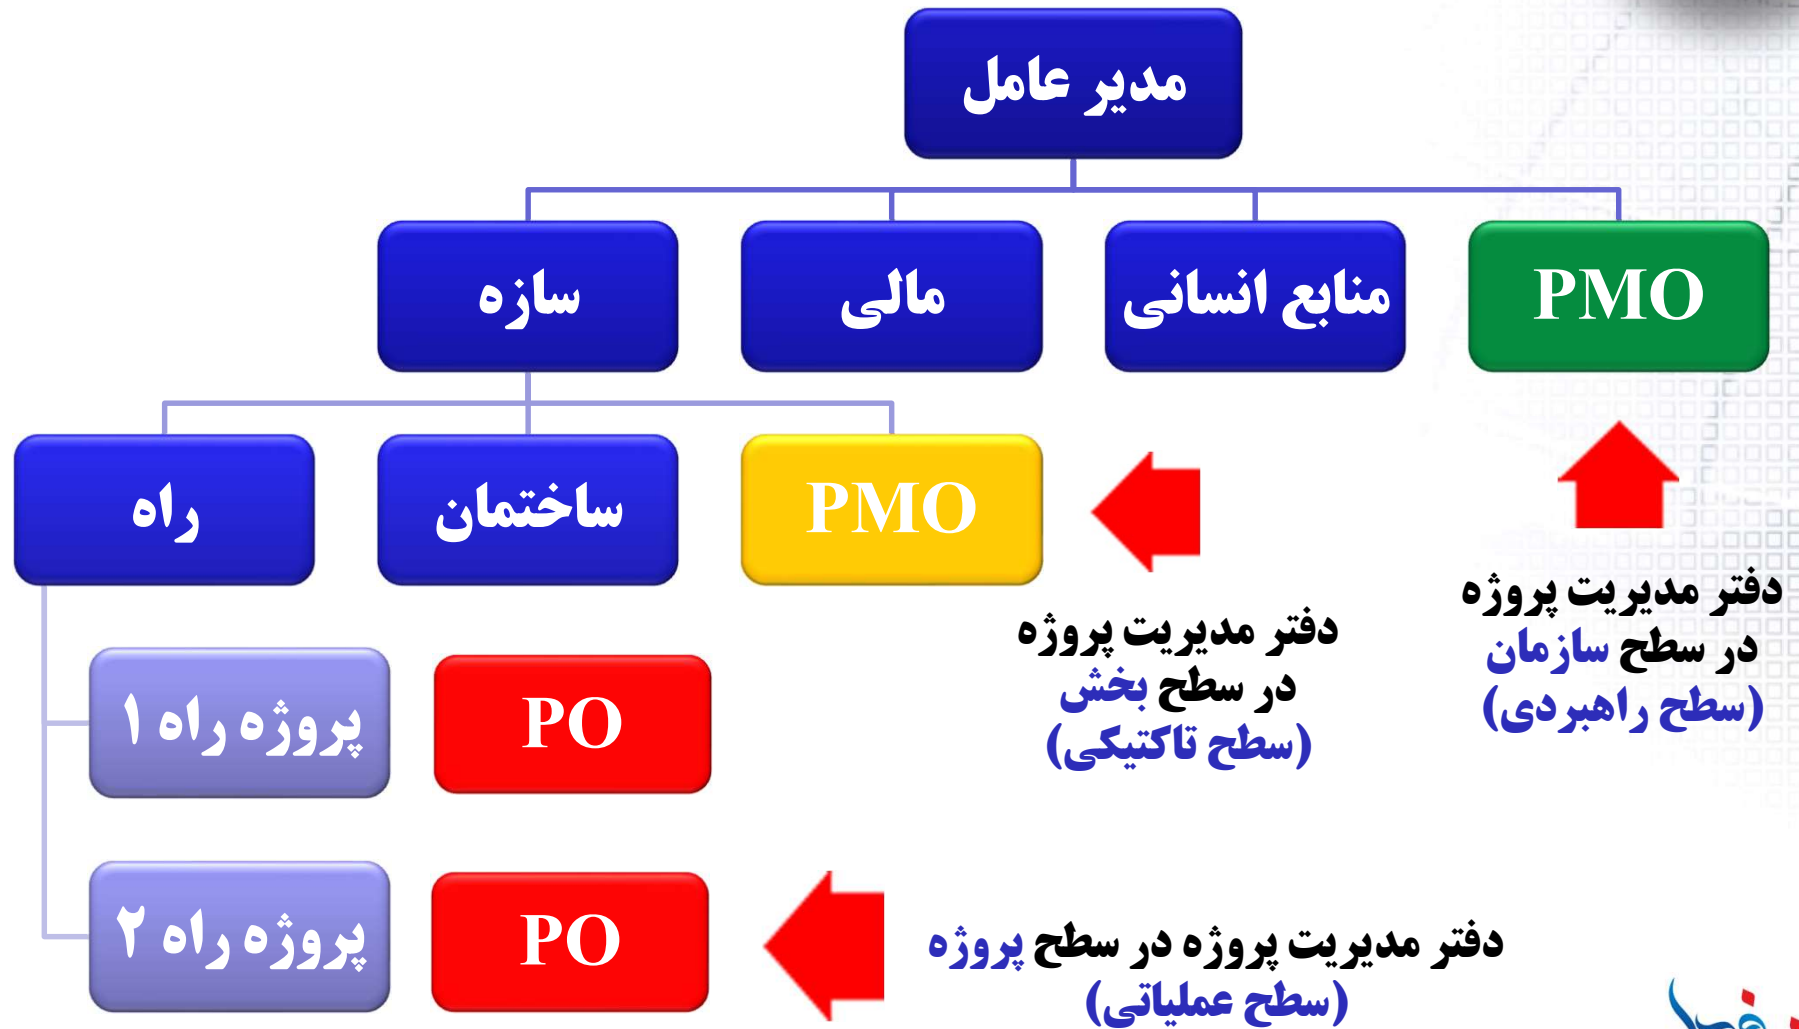 مدیر عامل
PMO
منابع انسانی
مالی
سازه
PMO
ساختمان
راه
دفتر مدیریت پروژه
در سطح سازمان
(سطح راهبردی)
دفتر مدیریت پروژه
در سطح بخش
(سطح تاکتیکی)
PO
پروژه راه ۱
PO
پروژه راه ۲
دفتر مدیریت پروژه در سطح پروژه
(سطح عملیاتی)